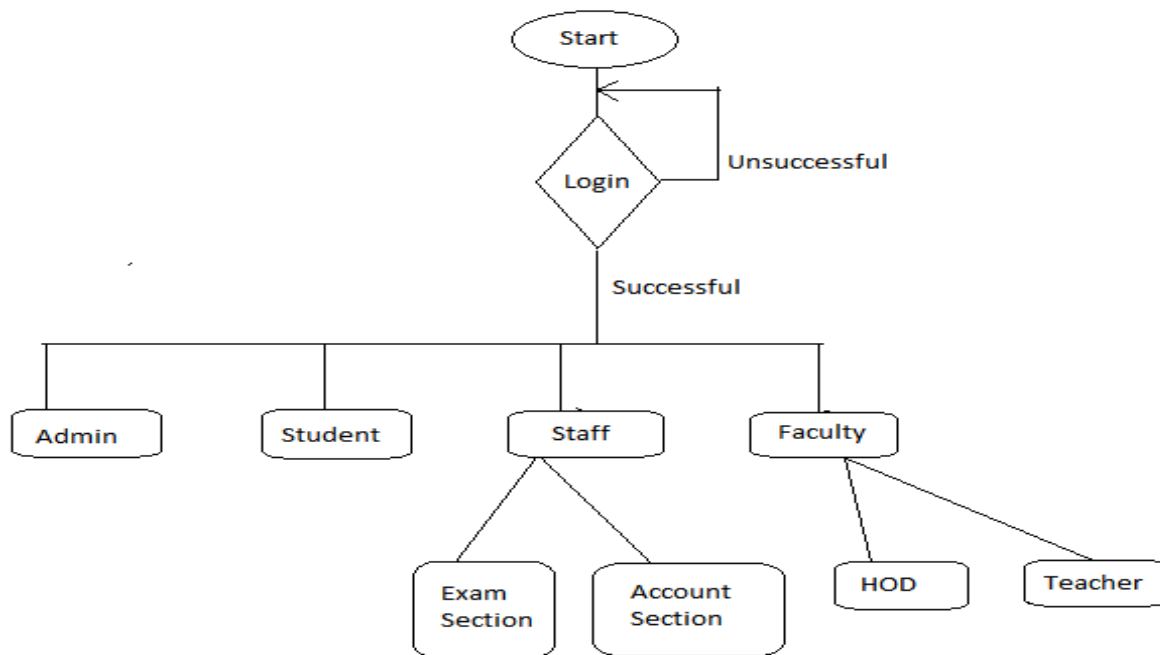 Start
Unsuccessful
Login
Successful
Admin
Student
Staff
Faculty
Exam
Section
Account
Section
HOD
Teacher